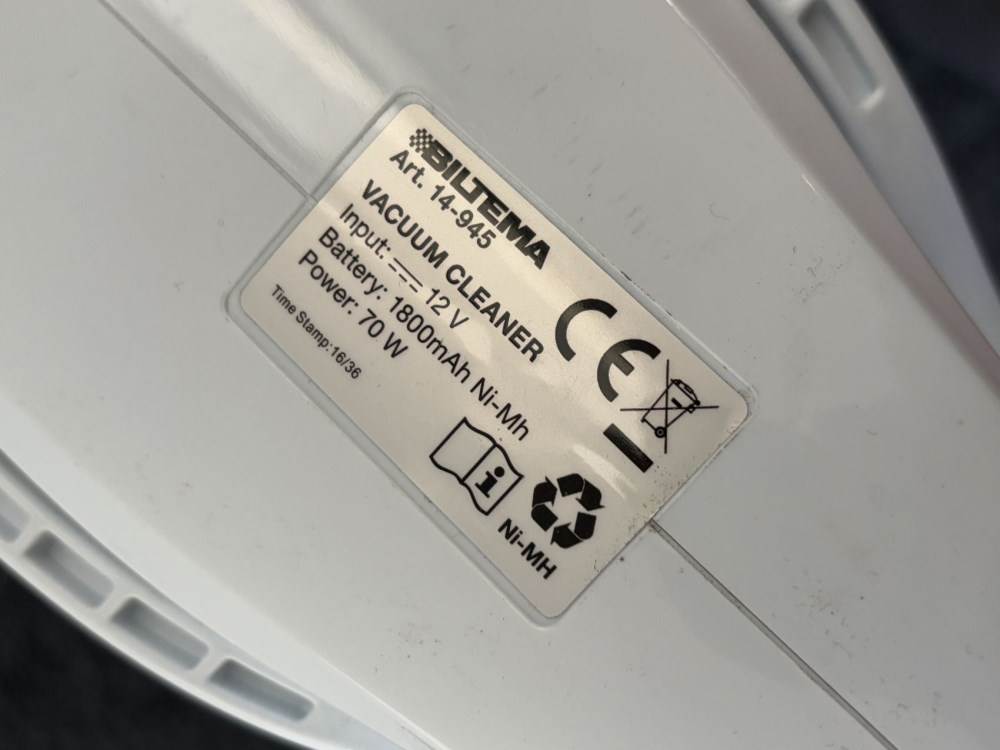 BILTEMA
Art. 14-945
VACUUM CLEANER
Input: ⎓ 12 V
Battery: 1800mAh Ni-Mh
Power: 70 W
Time Stamp: 16/36
CE
i
Ni-MH